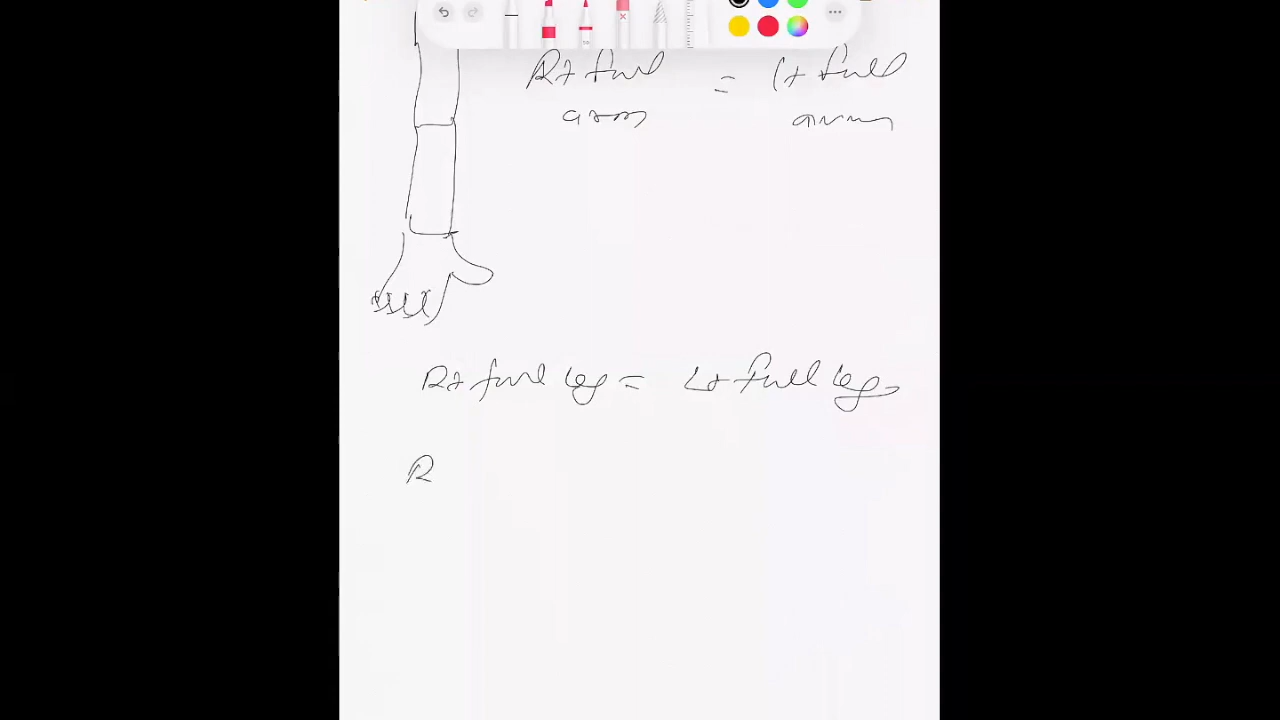 Rt full = Lt full
arm arm
Rt full leg = Lt full leg
R